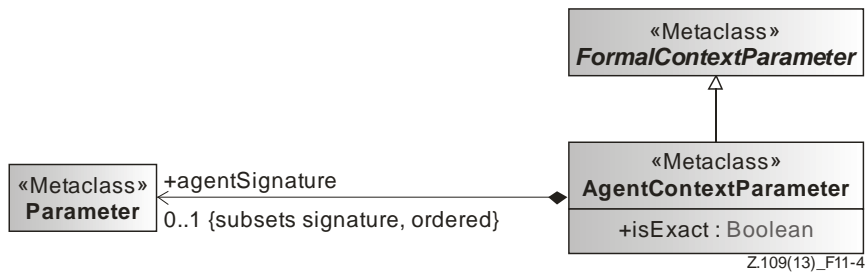 «Metaclass»
FormalContextParameter
«Metaclass»
Parameter
+agentSignature
0..1 {subsets signature, ordered}
«Metaclass»
AgentContextParameter
+isExact : Boolean
Z.109(13)_F11-4